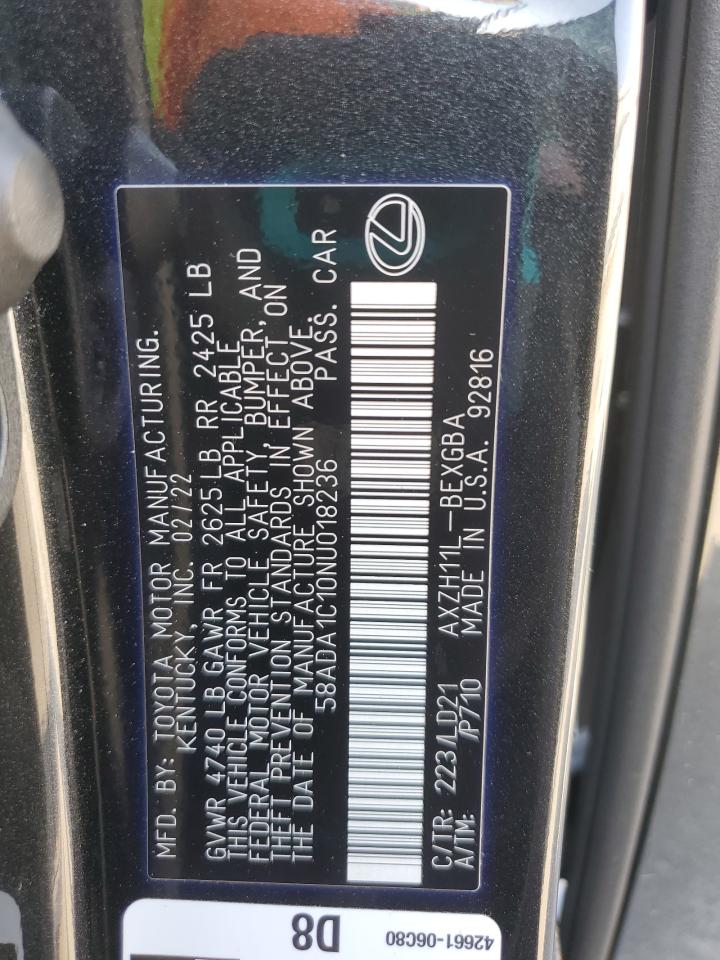 MFD. BY: TOYOTA MOTOR MANUFACTURING.
KENTUCKY, INC. 02/22
GVWR 4740 LB GAWR FR 2625 LB RR 2425 LB
THIS VEHICLE CONFORMS TO ALL APPLICABLE
FEDERAL MOTOR VEHICLE SAFETY, BUMPER, AND
THEFT PREVENTION STANDARDS IN EFFECT ON
THE DATE OF MANUFACTURE SHOWN ABOVE.
58ADA1C10NU018236 PASS. CAR
C/TR: 223/LD21 AXZH11L-BEXGBA
A/TM: /P710 MADE IN U.S.A. 92816
D8
42661-06C80